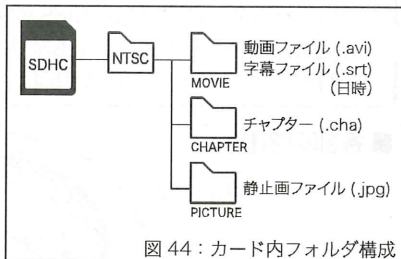 SDHC
NTSC
動画ファイル (.avi)
字幕ファイル (.srt)
(日時)
MOVIE
チャプター (.cha)
CHAPTER
静止画ファイル (.jpg)
PICTURE
図 44：カード内フォルダ構成